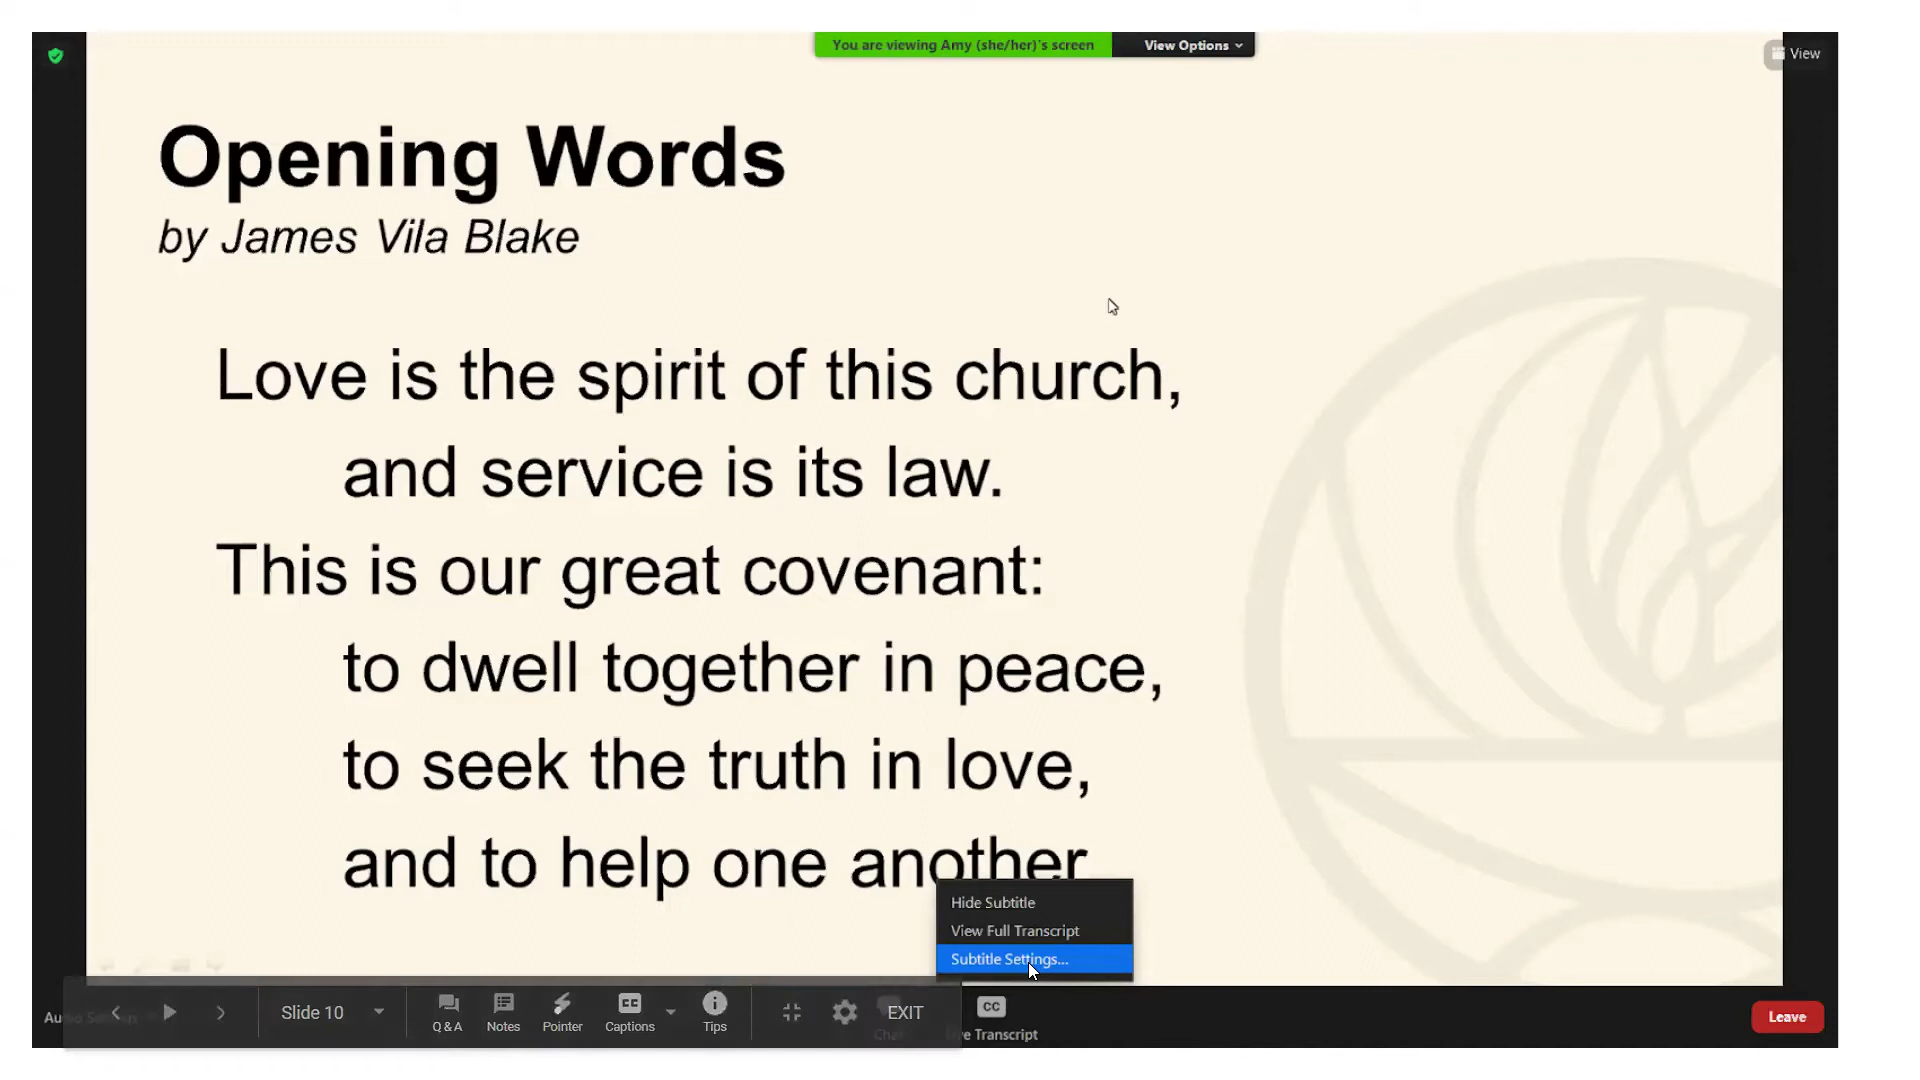 You are viewing Amy (she/her)'s screen
View Options
View
Opening Words
by James Vila Blake
Love is the spirit of this church,
and service is its law.
This is our great covenant:
to dwell together in peace,
to seek the truth in love,
and to help one another
Hide Subtitle
View Full Transcript
Subtitle Settings...
Slide 10
Q & A
Notes
Pointer
Captions
Tips
EXIT
CC
Transcript
Leave